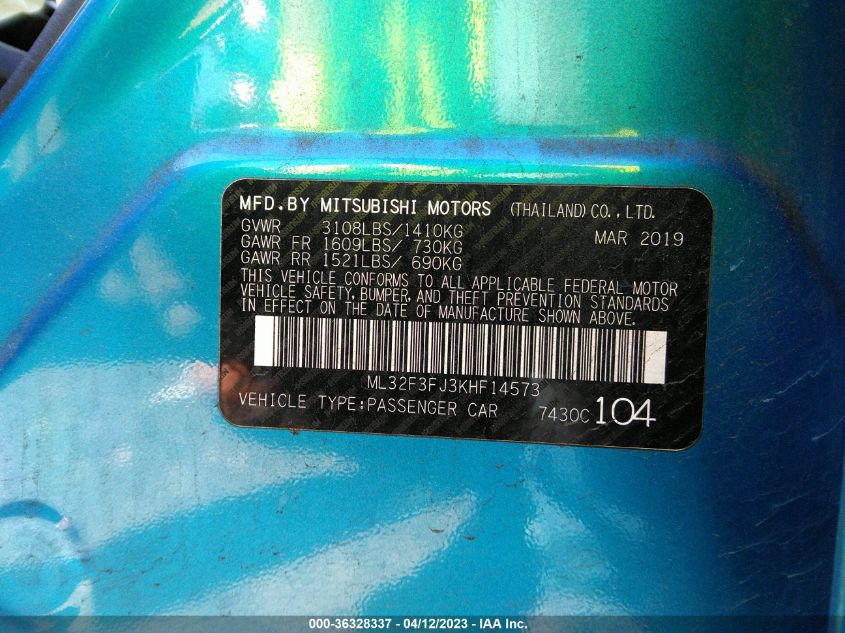 MFD.BY MITSUBISHI MOTORS (THAILAND)CO.,LTD.
GVWR 3108LBS/1410KG MAR 2019
GAWR FR 1609LBS/ 730KG
GAWR RR 1521LBS/ 690KG
THIS VEHICLE CONFORMS TO ALL APPLICABLE FEDERAL MOTOR
VEHICLE SAFETY, BUMPER, AND THEFT PREVENTION STANDARDS
IN EFFECT ON THE DATE OF MANUFACTURE SHOWN ABOVE.
ML32F3FJ3KHF14573
VEHICLE TYPE:PASSENGER CAR 7430C104
000-36328337 - 04/12/2023 - IAA Inc.